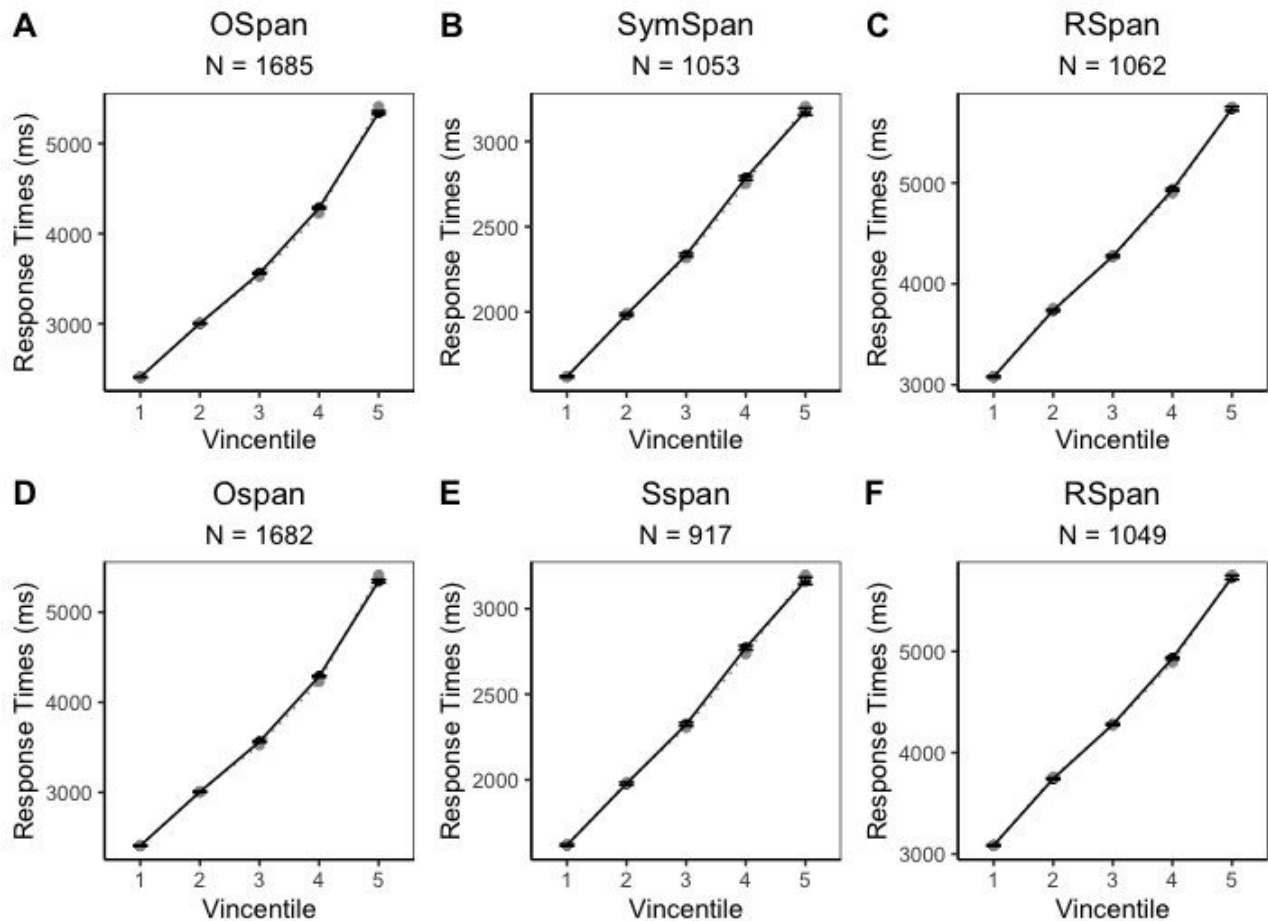 A OSpan
N = 1685
Response Times (ms
5000
4000
3000
1 2 3 4 5
Vincentile
B SymSpan
N = 1053
Response Times (ms
3000
2500
2000
1 2 3 4 5
Vincentile
C RSpan
N = 1062
Response Times (ms
5000
4000
3000
1 2 3 4 5
Vincentile
D Ospan
N = 1682
Response Times (ms)
5000
4000
3000
1 2 3 4 5
Vincentile
E Sspan
N = 917
Response Times (ms)
3000
2500
2000
1 2 3 4 5
Vincentile
F RSpan
N = 1049
Response Times (ms)
5000
4000
3000
1 2 3 4 5
Vincentile